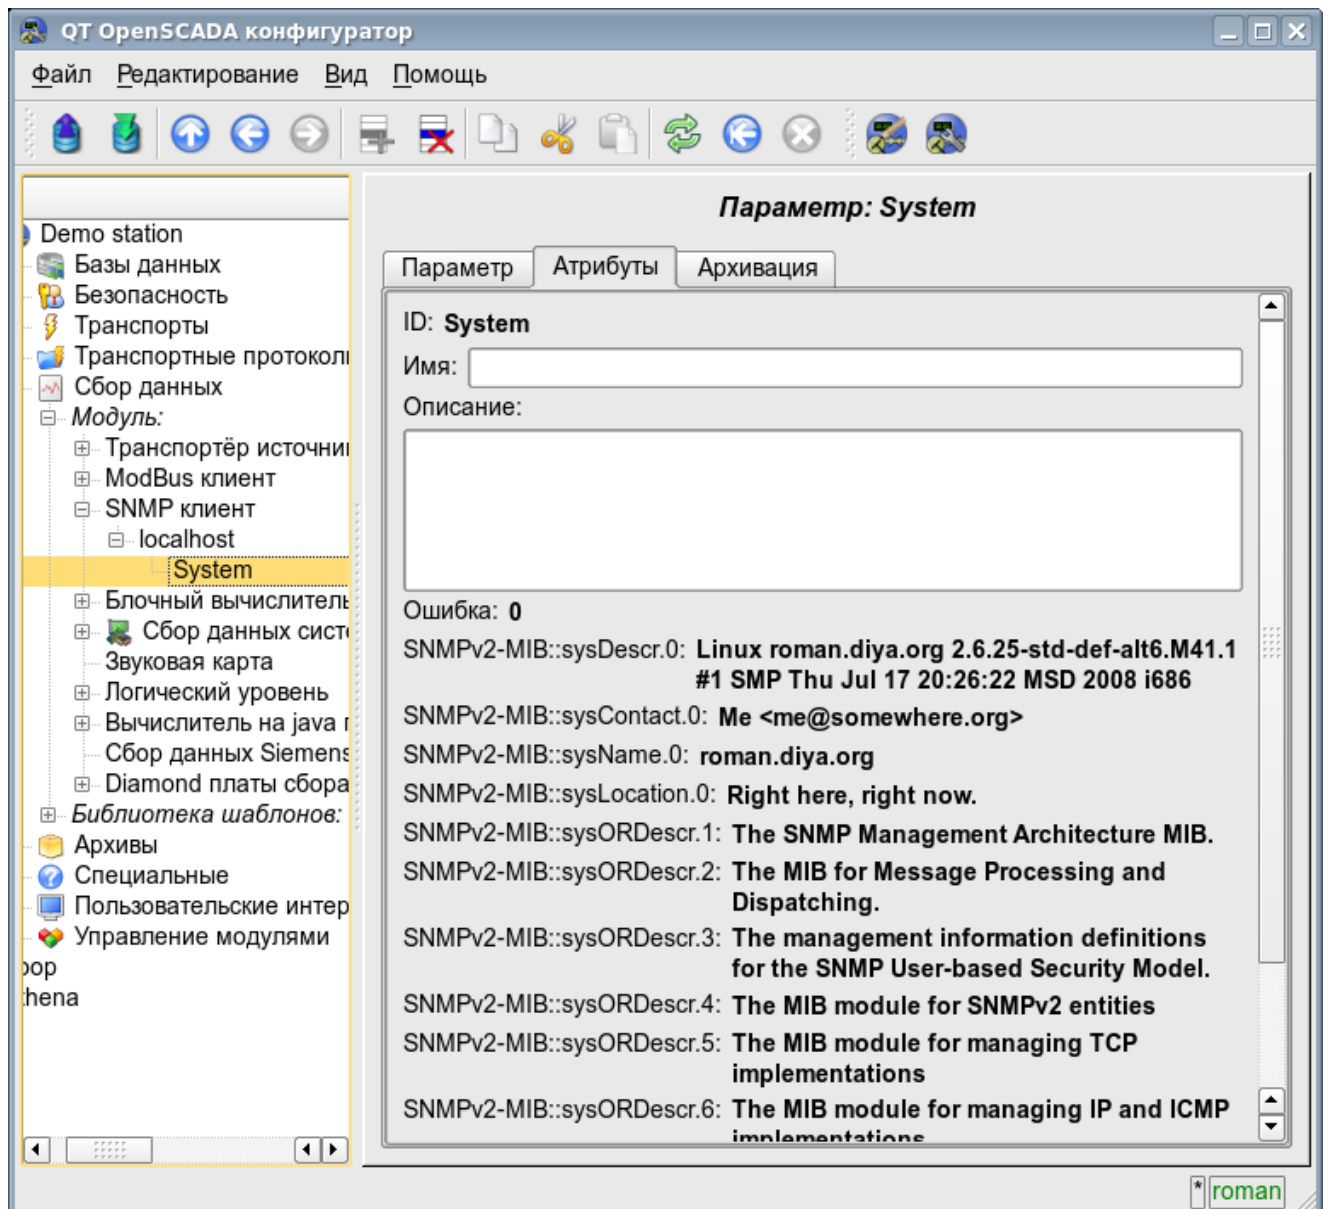 QT OpenSCADA конфигуратор
Файл Редактирование Вид Помощь
Demo station
Базы данных
Безопасность
Транспорты
Транспортные протокол
Сбор данных
Модуль:
Транспортёр источни
ModBus клиент
SNMP клиент
localhost
System
Блочный вычислитель
Сбор данных сист
Звуковая карта
Логический уровень
Вычислитель на java
Сбор данных Siemens
Diamond платы сбора
Библиотека шаблонов:
Архивы
Специальные
Пользовательские интер
Управление модулями
oop
hena
Параметр: System
Параметр Атрибуты Архивация
ID: System
Имя:
Описание:
Ошибка: 0
SNMPv2-MIB::sysDescr.0: Linux roman.diya.org 2.6.25-std-def-alt6.M41.1
#1 SMP Thu Jul 17 20:26:22 MSD 2008 i686
SNMPv2-MIB::sysContact.0: Me <me@somewhere.org>
SNMPv2-MIB::sysName.0: roman.diya.org
SNMPv2-MIB::sysLocation.0: Right here, right now.
SNMPv2-MIB::sysORDescr.1: The SNMP Management Architecture MIB.
SNMPv2-MIB::sysORDescr.2: The MIB for Message Processing and
Dispatching.
SNMPv2-MIB::sysORDescr.3: The management information definitions
for the SNMP User-based Security Model.
SNMPv2-MIB::sysORDescr.4: The MIB module for SNMPv2 entities
SNMPv2-MIB::sysORDescr.5: The MIB module for managing TCP
implementations
SNMPv2-MIB::sysORDescr.6: The MIB module for managing IP and ICMP
implementations
* roman